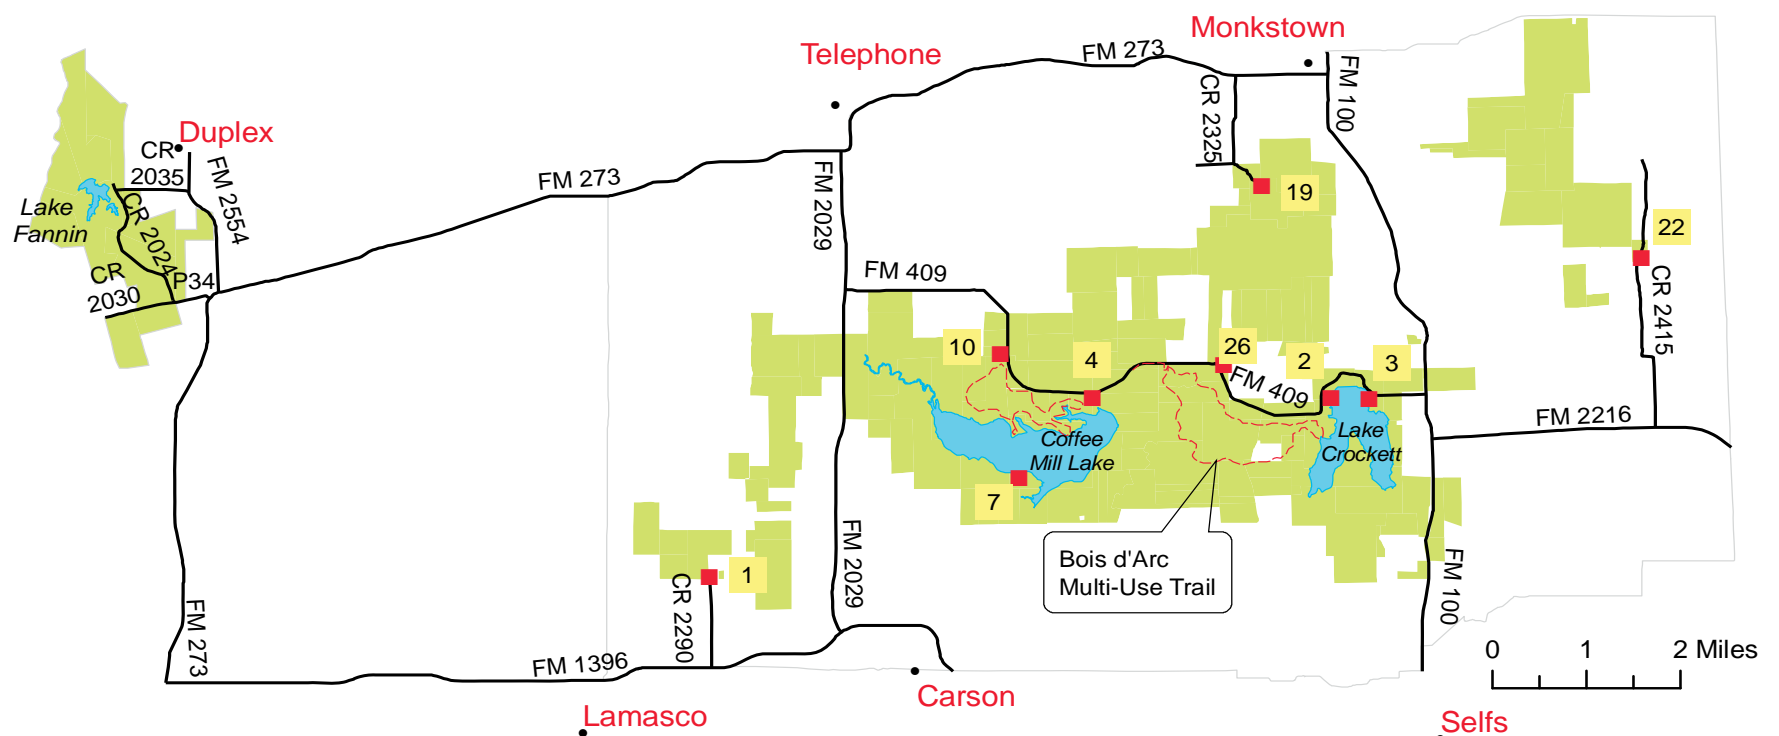 Monkstown
Telephone
FM 273
FM 100
CR 2325
Duplex
CR
2035
FM 2554
FM 273
Lake
Fannin
CR 2024
CR
2030
P34
FM 2029
19
22
FM 409
CR 2415
10
4
26
2
3
FM 409
FM 2216
Coffee
Mill Lake
Lake
Crockett
7
Bois d'Arc
Multi-Use Trail
1
CR 2290
FM 2029
FM 100
FM 273
FM 1396
0
1
2 Miles
Carson
Lamasco
Selfs